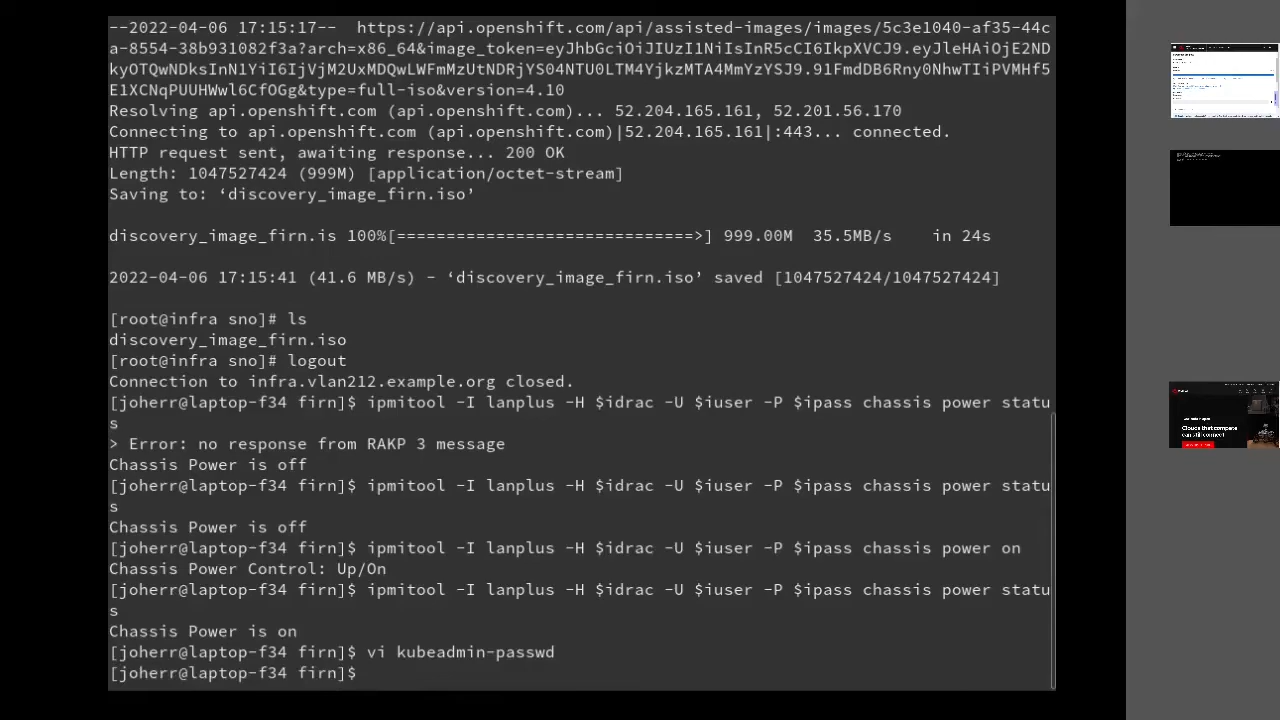 --2022-04-06 17:15:17--  https://api.openshift.com/api/assisted-images/images/5c3e1040-af35-44c
a-8554-38b931082f3a?arch=x86_64&image_token=eyJhbGciOiJIUzI1NiIsInR5cCI6IkpXVCJ9.eyJleHAiOjE2ND
kyOTQwNDksInN1YiI6IjVjM2UxMDQwLWFmMzUtNDRjYS04NTU0LTM4YjkzMTA4MmYzYSJ9.91FmdDB6Rny0NhwTIiPVMHf5
E1XCNqPUUHWwl6CfOGg&type=full-iso&version=4.10
Resolving api.openshift.com (api.openshift.com)... 52.204.165.161, 52.201.56.170
Connecting to api.openshift.com (api.openshift.com)|52.204.165.161|:443... connected.
HTTP request sent, awaiting response... 200 OK
Length: 1047527424 (999M) [application/octet-stream]
Saving to: ‘discovery_image_firn.iso’
discovery_image_firn.is 100%[==============================>] 999.00M  35.5MB/s    in 24s
2022-04-06 17:15:41 (41.6 MB/s) - ‘discovery_image_firn.iso’ saved [1047527424/1047527424]
[root@infra sno]# ls
discovery_image_firn.iso
[root@infra sno]# logout
Connection to infra.vlan212.example.org closed.
[joherr@laptop-f34 firn]$ ipmitool -I lanplus -H $idrac -U $iuser -P $ipass chassis power statu
s
> Error: no response from RAKP 3 message
Chassis Power is off
[joherr@laptop-f34 firn]$ ipmitool -I lanplus -H $idrac -U $iuser -P $ipass chassis power statu
s
Chassis Power is off
[joherr@laptop-f34 firn]$ ipmitool -I lanplus -H $idrac -U $iuser -P $ipass chassis power on
Chassis Power Control: Up/On
[joherr@laptop-f34 firn]$ ipmitool -I lanplus -H $idrac -U $iuser -P $ipass chassis power statu
s
Chassis Power is on
[joherr@laptop-f34 firn]$ vi kubeadmin-passwd
[joherr@laptop-f34 firn]$
Clouds that compete
can still connect